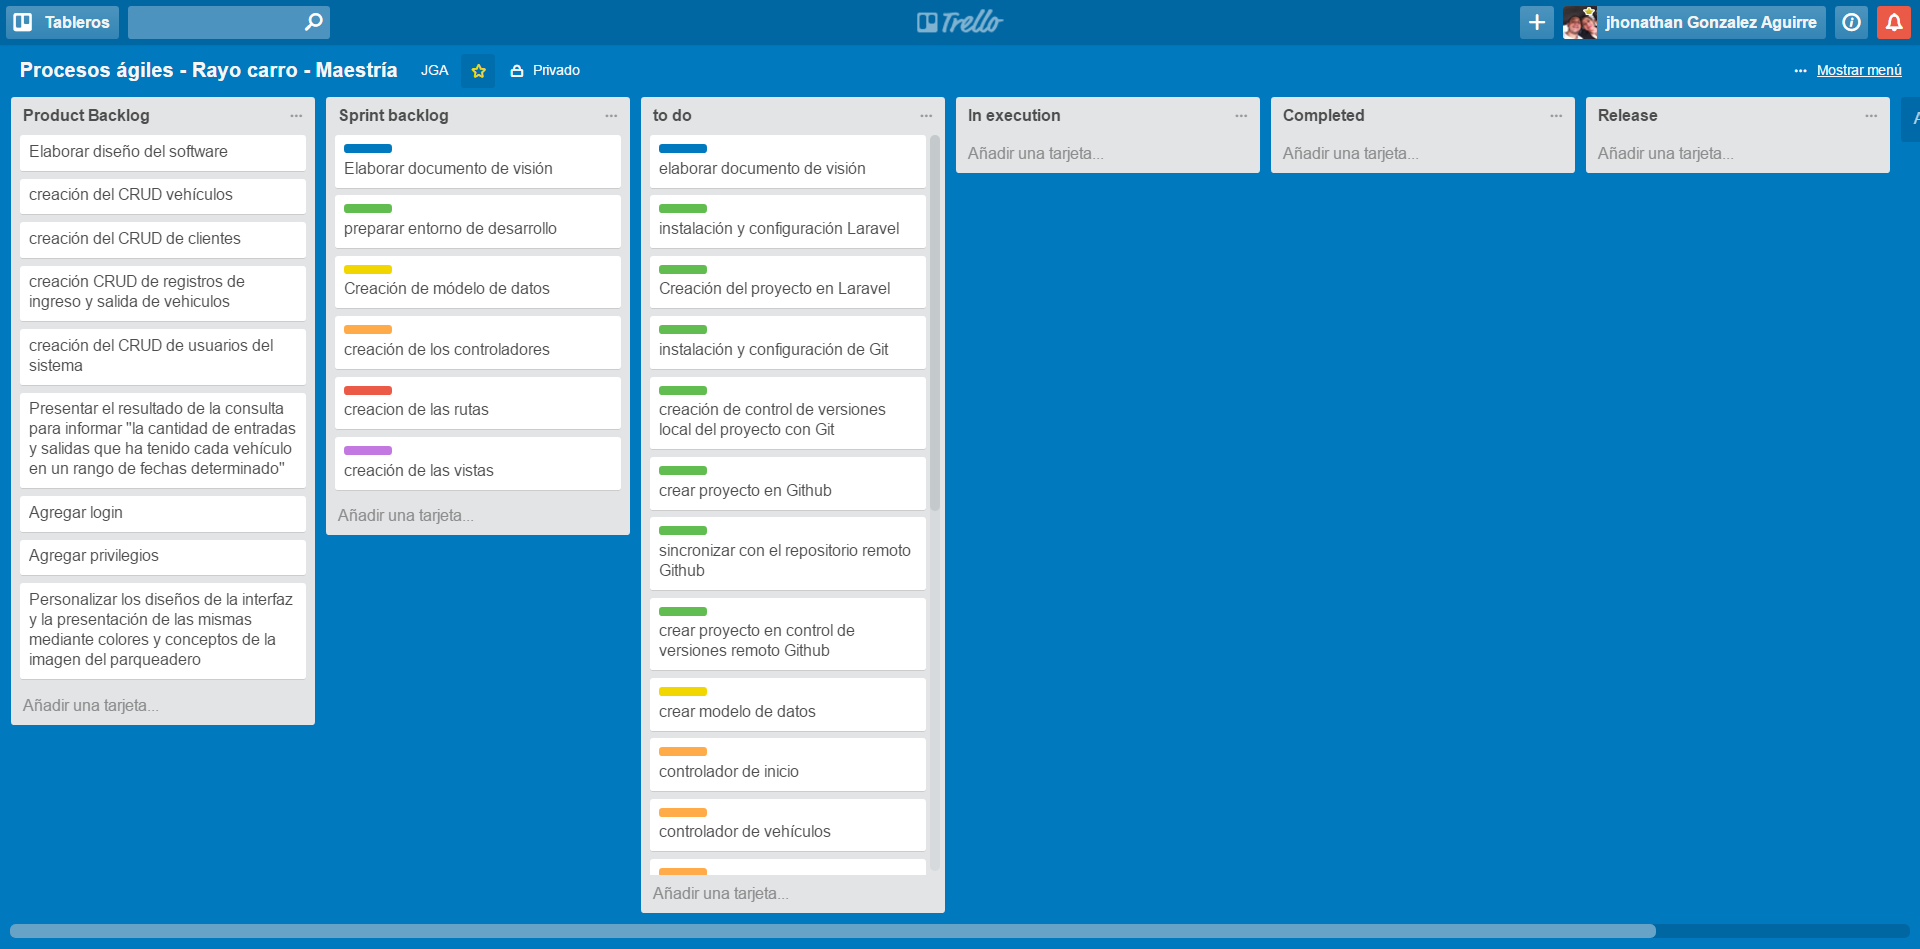 Tableros
Trello
jhonathan Gonzalez Aguirre
Procesos ágiles - Rayo carro - Maestría
JGA
Privado
Mostrar menú
Product Backlog
Elaborar diseño del software
creación del CRUD vehículos
creación del CRUD de clientes
creación CRUD de registros de
ingreso y salida de vehiculos
creación del CRUD de usuarios del
sistema
Presentar el resultado de la consulta
para informar "la cantidad de entradas
y salidas que ha tenido cada vehículo
en un rango de fechas determinado"
Agregar login
Agregar privilegios
Personalizar los diseños de la interfaz
y la presentación de las mismas
mediante colores y conceptos de la
imagen del parqueadero
Añadir una tarjeta...
Sprint backlog
Elaborar documento de visión
preparar entorno de desarrollo
Creación de módelo de datos
creación de los controladores
creacion de las rutas
creación de las vistas
Añadir una tarjeta...
to do
elaborar documento de visión
instalación y configuración Laravel
Creación del proyecto en Laravel
instalación y configuración de Git
creación de control de versiones
local del proyecto con Git
crear proyecto en Github
sincronizar con el repositorio remoto
Github
crear proyecto en control de
versiones remoto Github
crear modelo de datos
controlador de inicio
controlador de vehículos
Añadir una tarjeta...
In execution
Añadir una tarjeta...
Completed
Añadir una tarjeta...
Release
Añadir una tarjeta...